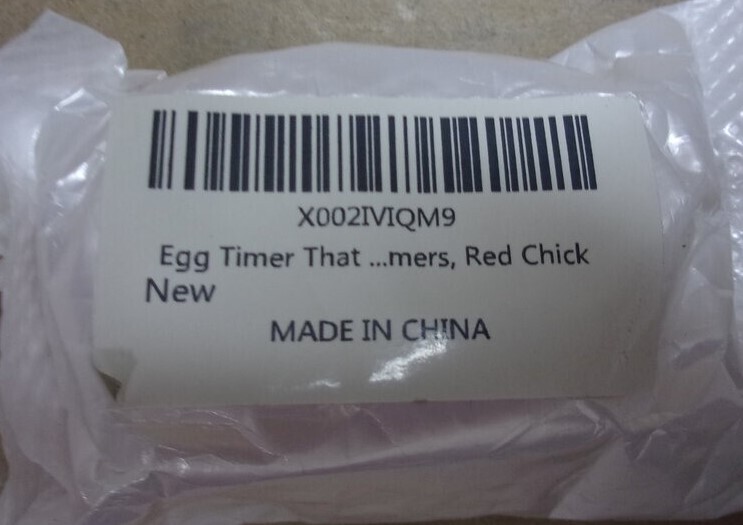 X002IVIQM9
Egg Timer That ...mers, Red Chick
New
MADE IN CHINA